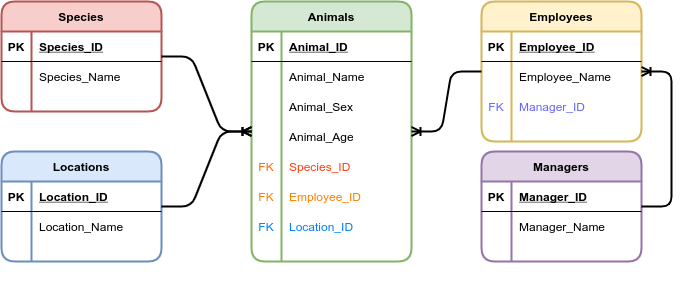 Species
PK Species_ID
Species_Name
Locations
PK Location_ID
Location_Name
Animals
PK Animal_ID
Animal_Name
Animal_Sex
Animal_Age
FK Species_ID
FK Employee_ID
FK Location_ID
Employees
PK Employee_ID
Employee_Name
FK Manager_ID
Managers
PK Manager_ID
Manager_Name